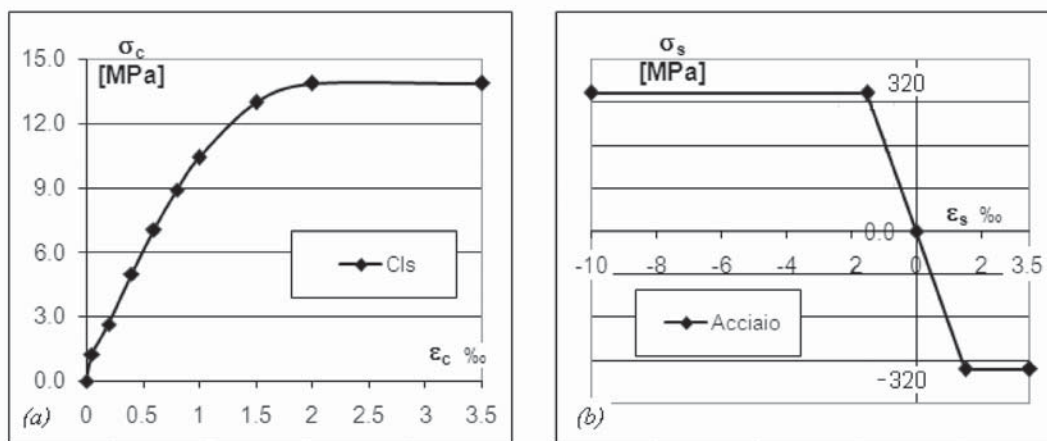 σc
[MPa]
15.0
12.0
9.0
6.0
3.0
0.0
Cls
εc ‰
0 0.5 1 1.5 2 2.5 3 3.5
(a)
σs
[MPa]
320
εs ‰
0.0
-10 -8 -6 -4 2 0 2 3.5
Acciaio
-320
(b)